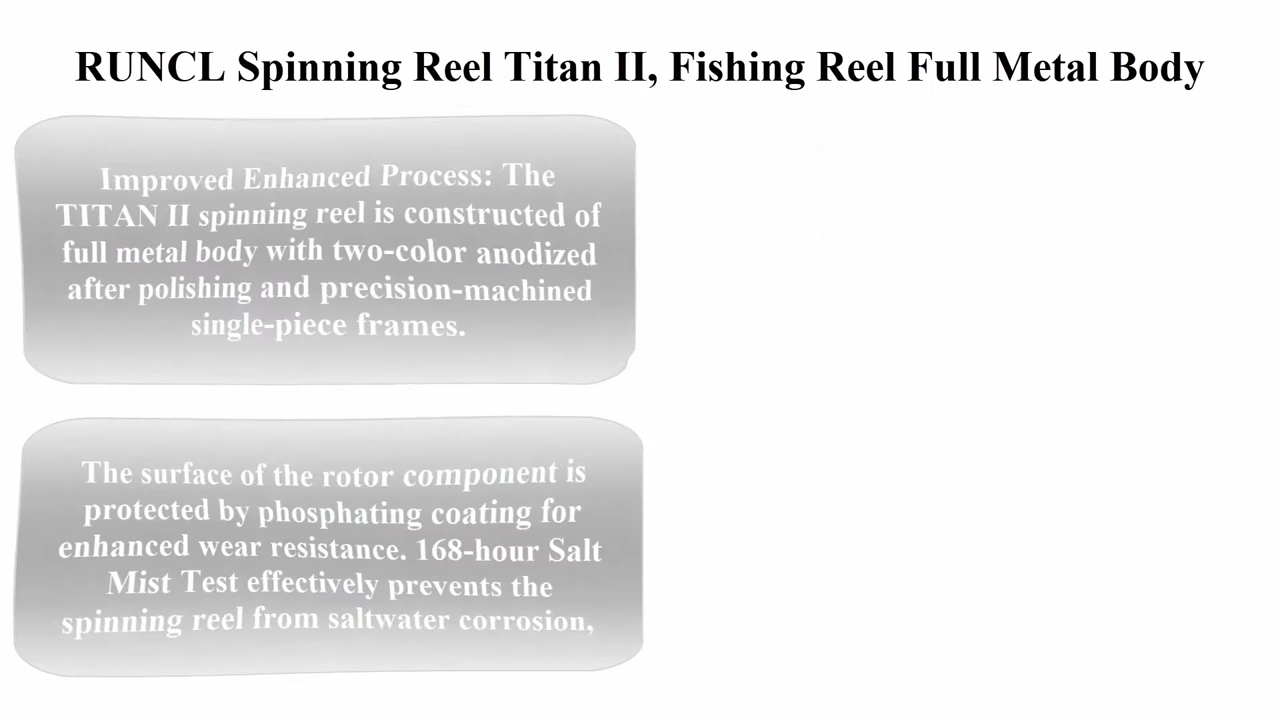 RUNCL Spinning Reel Titan II, Fishing Reel Full Metal Body
Improved Enhanced Process: The
TITAN II spinning reel is constructed of
full metal body with two-color anodized
after polishing and precision-machined
single-piece frames.
The surface of the rotor component is
protected by phosphating coating for
enhanced wear resistance. 168-hour Salt
Mist Test effectively prevents the
spinning reel from saltwater corrosion,